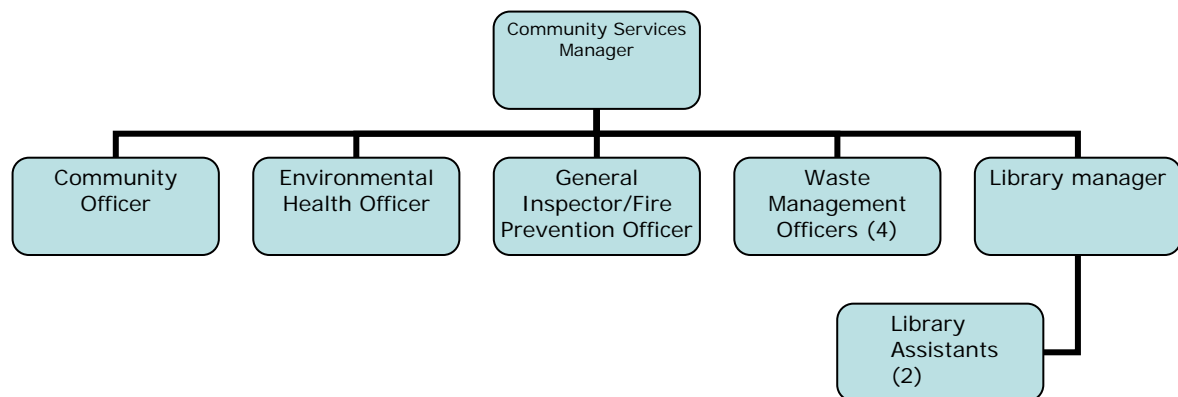 Community Services
Manager
Community
Officer
Environmental
Health Officer
General
Inspector/Fire
Prevention Officer
Waste
Management
Officers (4)
Library manager
Library
Assistants
(2)